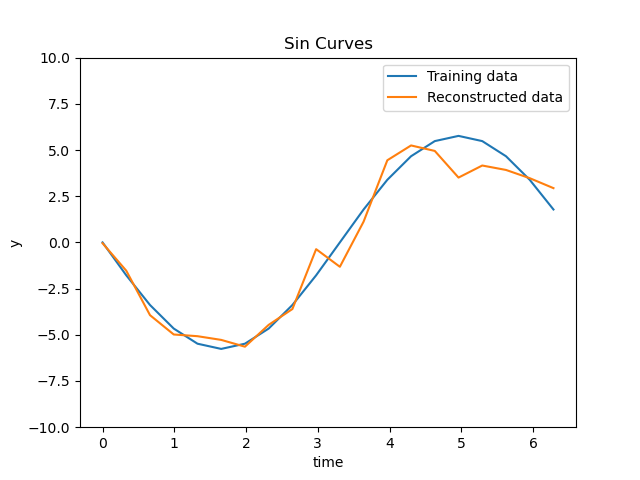 Sin Curves
Training data
Reconstructed data
10.0
7.5
5.0
2.5
0.0
−2.5
−5.0
−7.5
−10.0
y
0 1 2 3 4 5 6
time